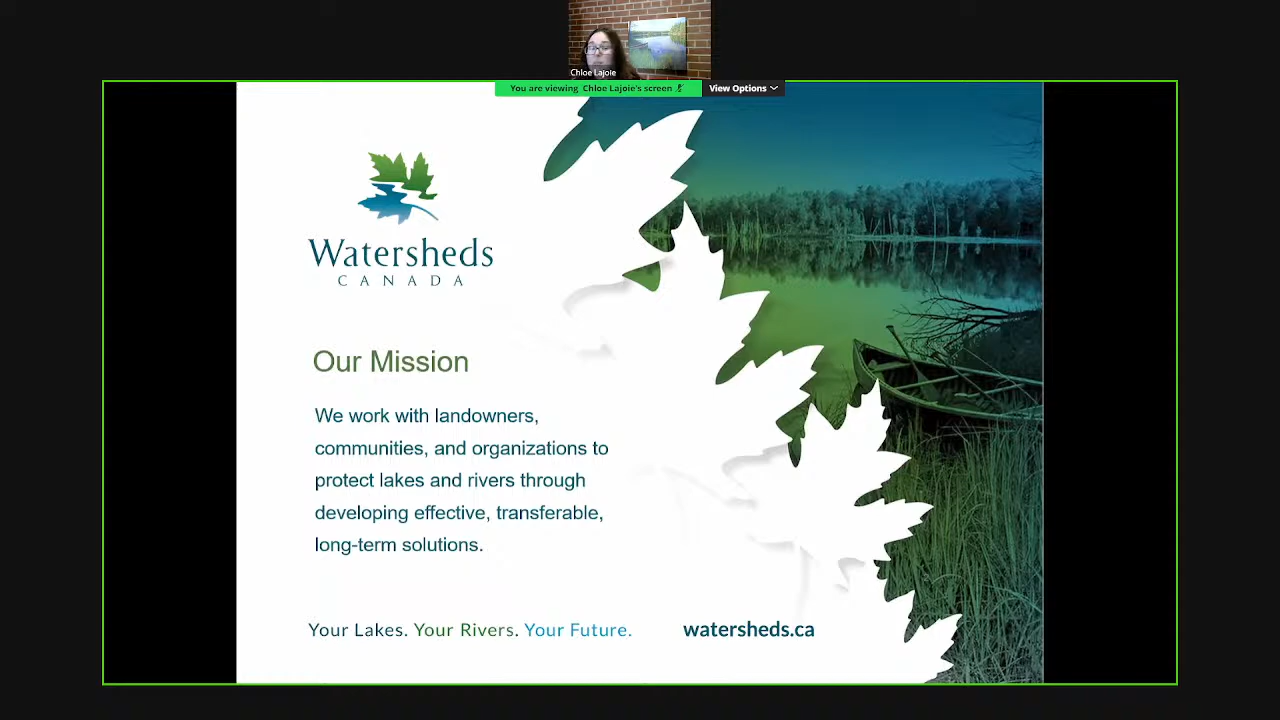 Chloe Lajoie
You are viewing Chloe Lajoie's screen
View Options
Watersheds
CANADA
Our Mission
We work with landowners,
communities, and organizations to
protect lakes and rivers through
developing effective, transferable,
long-term solutions.
Your Lakes. Your Rivers. Your Future.
watersheds.ca